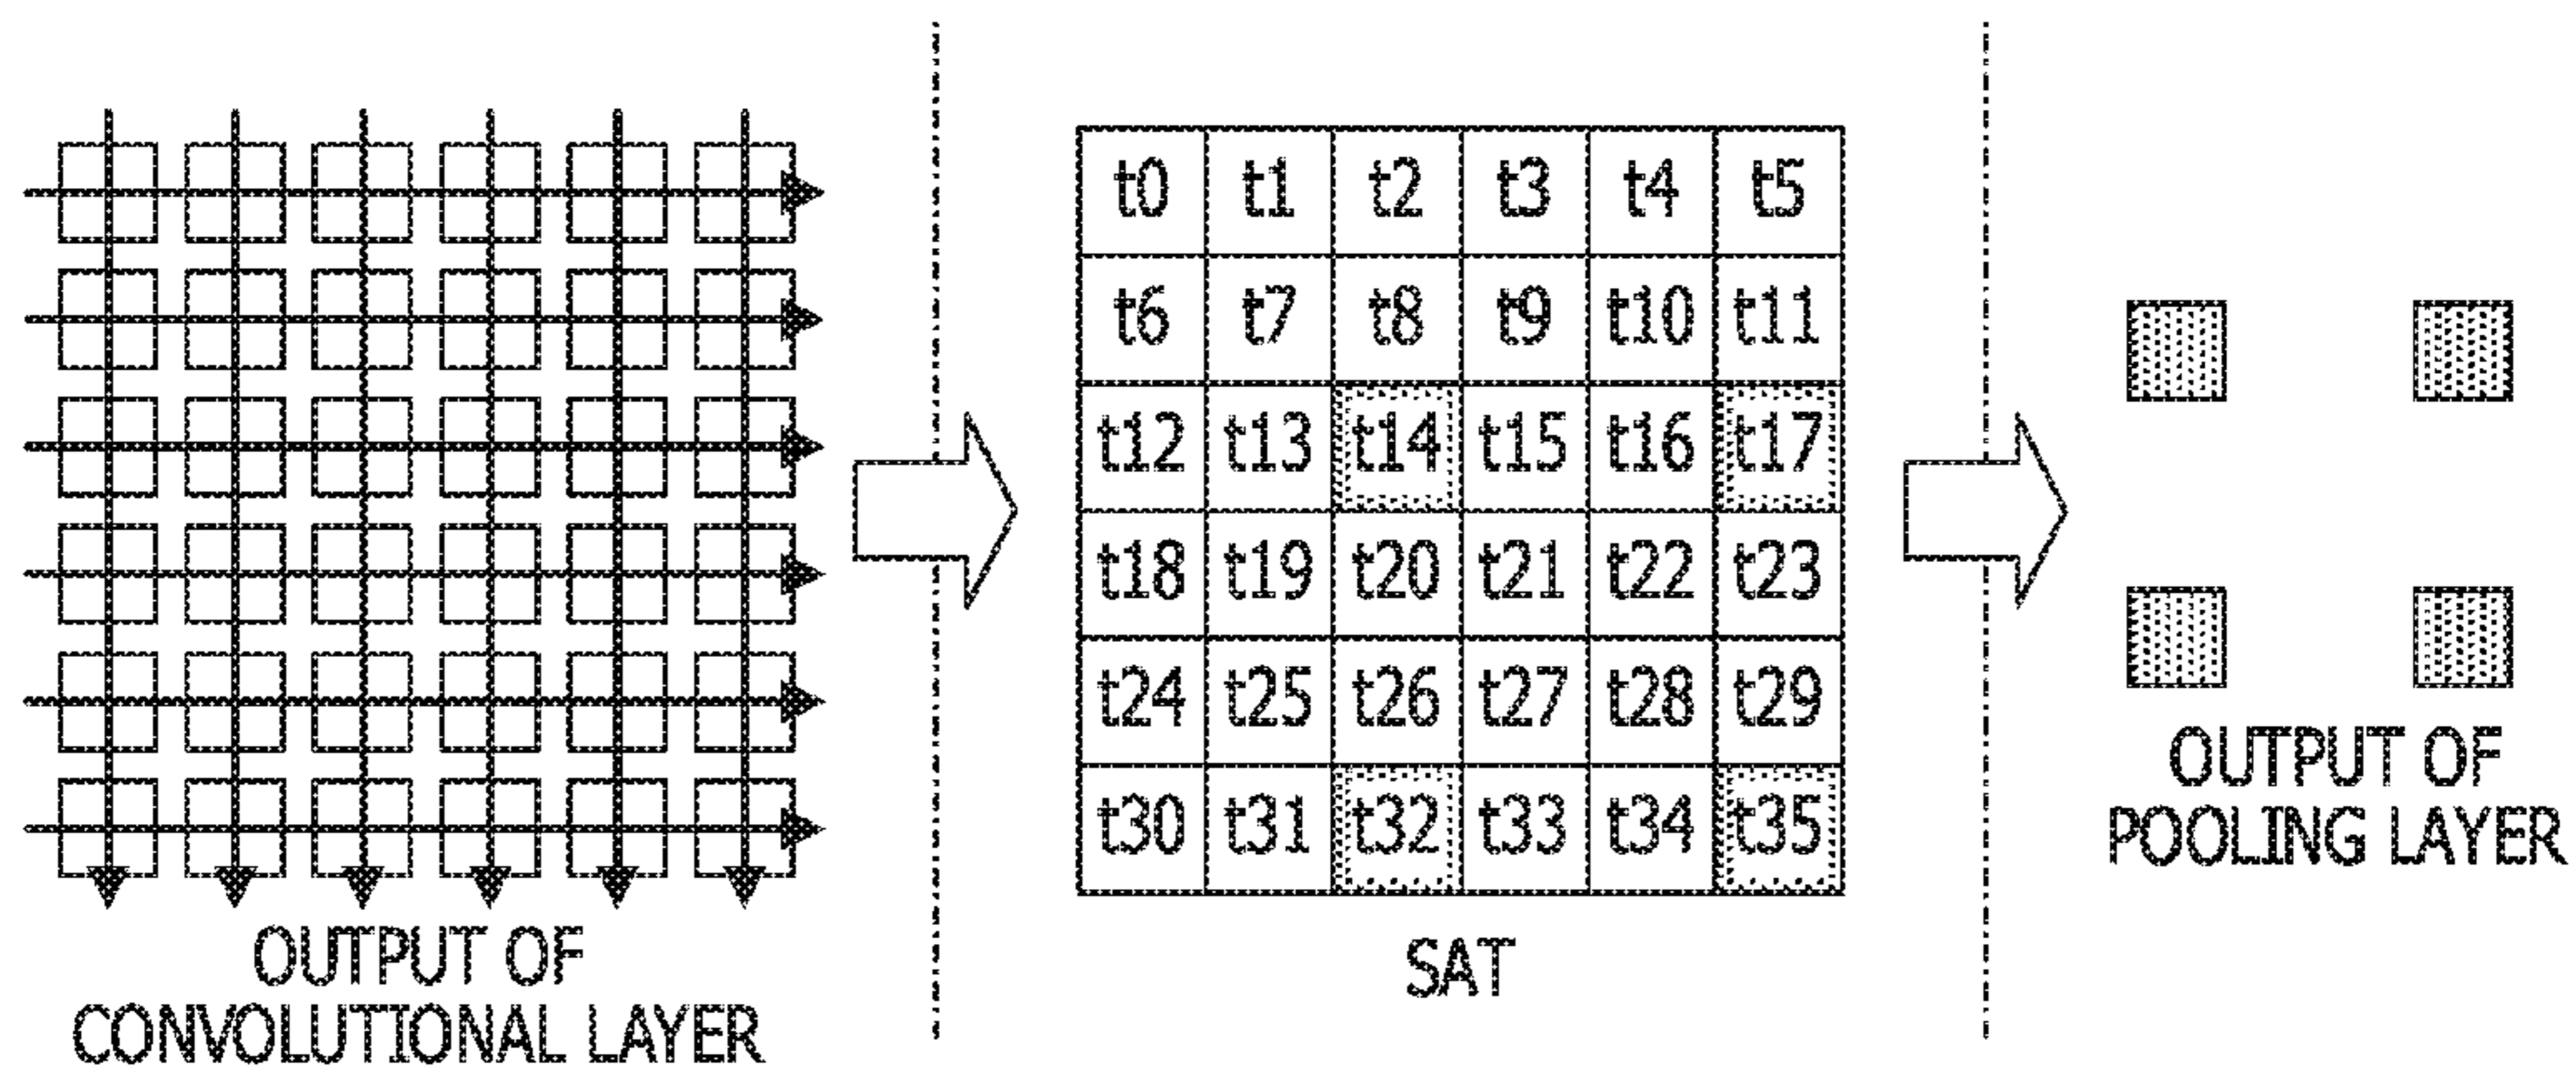 t0 t1 t2 t3 t4 t5
t6 t7 t8 t9 t10 t11
t12 t13 t14 t15 t16 t17
t18 t19 t20 t21 t22 t23
t24 t25 t26 t27 t28 t29
t30 t31 t32 t33 t34 t35
OUTPUT OF
CONVOLUTIONAL LAYER
SAT
OUTPUT OF
POOLING LAYER